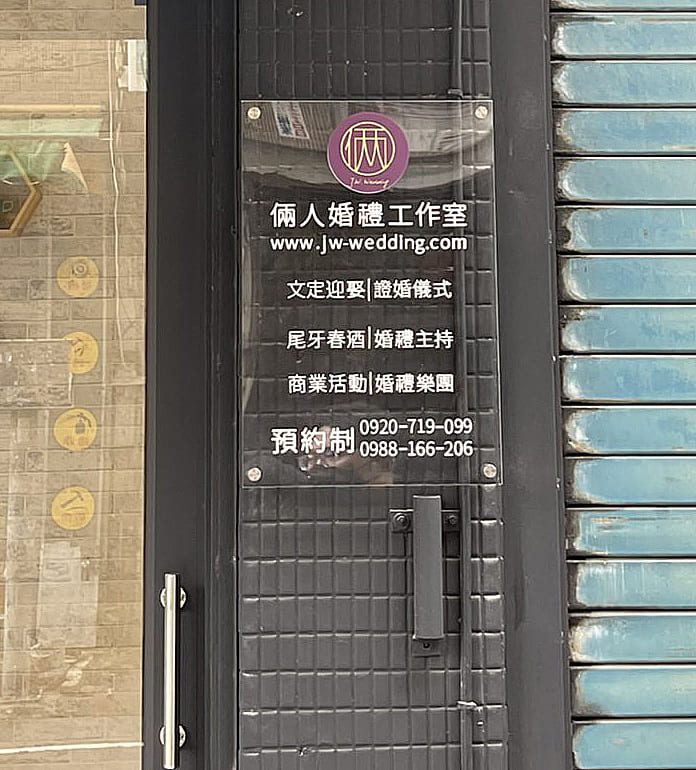 倆
J.W. Wedding
倆人婚禮工作室
www.jw-wedding.com
文定迎娶|證婚儀式
尾牙春酒|婚禮主持
商業活動|婚禮樂團
預約制
0920-719-099
0988-166-206